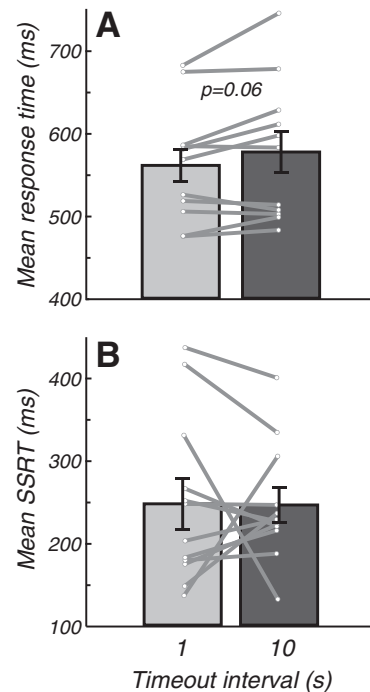 A
Mean response time (ms)
700
600
500
400
p=0.06
B
Mean SSRT (ms)
400
300
200
100
1 10
Timeout interval (s)